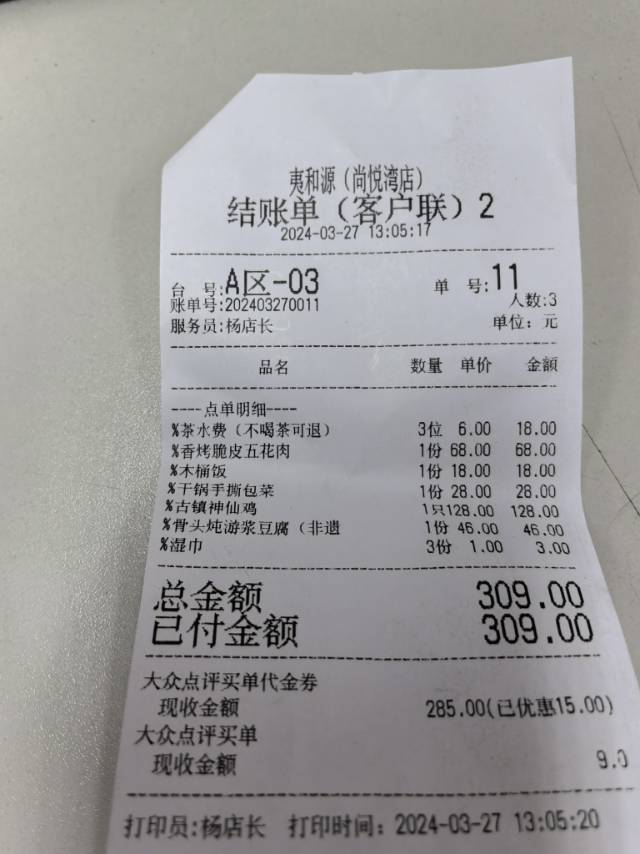 夷和源（尚悦湾店）
结账单（客户联）2
2024-03-27 13:05:17
台 号:A区-03 单 号:11
账单号:202403270011 人数:3
服务员:杨店长 单位: 元
品名 数量 单价 金额
----点单明细----
%茶水费（不喝茶可退） 3位 6.00 18.00
%香烤脆皮五花肉 1份 68.00 68.00
%木桶饭 1份 18.00 18.00
%干锅手撕包菜 1份 28.00 28.00
%古镇神仙鸡 1只128.00 128.00
%骨头炖游浆豆腐（非遗 1份 46.00 46.00
%湿巾 3份 1.00 3.00
总金额 309.00
已付金额 309.00
大众点评买单代金券
现收金额 285.00(已优惠15.00)
大众点评买单
现收金额 9.0
打印员:杨店长 打印时间: 2024-03-27 13:05:20